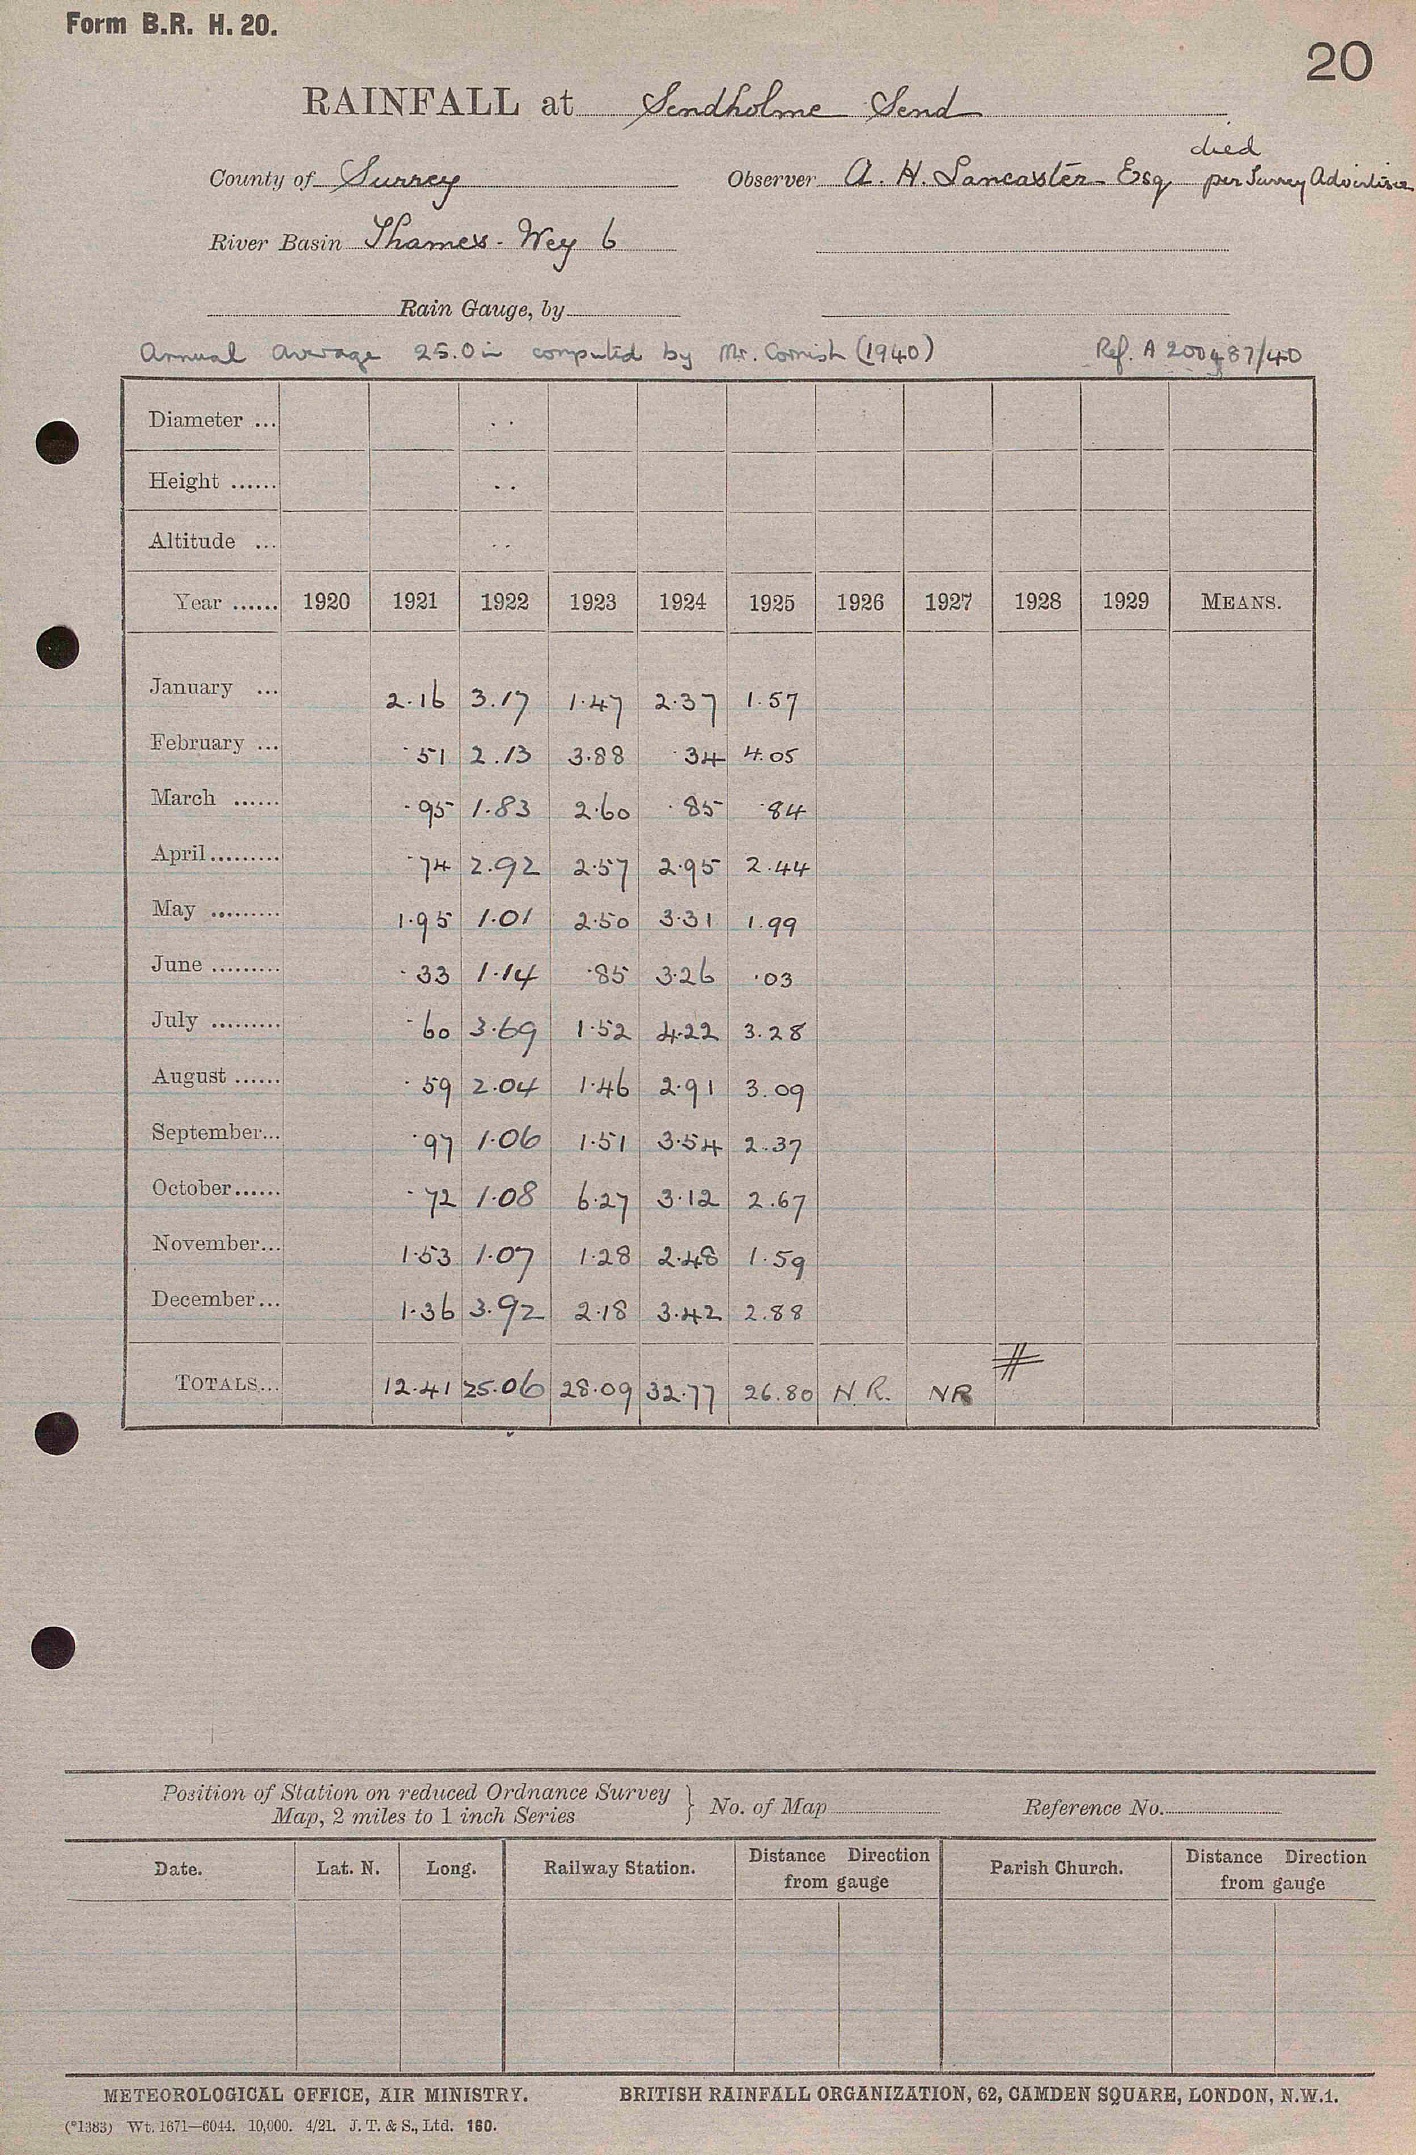 Form B.R. H. 20.
20
RAINFALL at Sendholme Send
died
County of Surrey Observer A. H. Lancaster Esq per Surrey Advertiser
River Basin Thames - Wey 6
Rain Gauge, by
Annual average 25.0 in computed by Mr. Cornish (1940) Ref. A 200487/40
Diameter ...
Height ......
Altitude ...
Year ...... 1920 1921 1922 1923 1924 1925 1926 1927 1928 1929 MEANS.
January ... 2.16 3.17 1.47 2.37 1.57
February ... .51 2.13 3.88 .34 4.05
March ...... .95 1.83 2.60 .85 .84
April......... .74 2.92 2.57 2.95 2.44
May ......... 1.95 1.01 2.50 3.31 1.99
June ......... .33 1.14 .85 3.26 .03
July ......... .60 3.69 1.52 4.22 3.28
August ...... .59 2.04 1.46 2.91 3.09
September... .97 1.06 1.51 3.54 2.37
October...... .72 1.08 6.27 3.12 2.67
November... 1.53 1.07 1.28 2.48 1.59
December... 1.36 3.92 2.18 3.42 2.88
TOTALS... 12.41 25.06 28.09 32.77 26.80 N.R. NR #
Position of Station on reduced Ordnance Survey
Map, 2 miles to 1 inch Series } No. of Map Reference No.
Date. Lat. N. Long. Railway Station. Distance Direction from gauge Parish Church. Distance Direction from gauge
METEOROLOGICAL OFFICE, AIR MINISTRY. BRITISH RAINFALL ORGANIZATION, 62, CAMDEN SQUARE, LONDON, N.W.1.
(*1383) Wt. 1671—6044. 10,000. 4/21. J. T. & S., Ltd. 160.